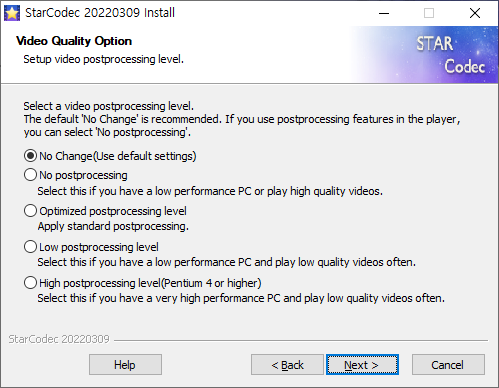 StarCodec 20220309 Install
Video Quality Option
Setup video postprocessing level.
STAR
Codec
Select a video postprocessing level.
The default 'No Change' is recommended. If you use postprocessing features in the player,
you can select 'No postprocessing'.
No Change(Use default settings)
No postprocessing
Select this if you have a low performance PC or play high quality videos.
Optimized postprocessing level
Apply standard postprocessing.
Low postprocessing level
Select this if you have a low performance PC and play low quality videos often.
High postprocessing level(Pentium 4 or higher)
Select this if you have a very high performance PC and play low quality videos often.
StarCodec 20220309
Help
< Back
Next >
Cancel